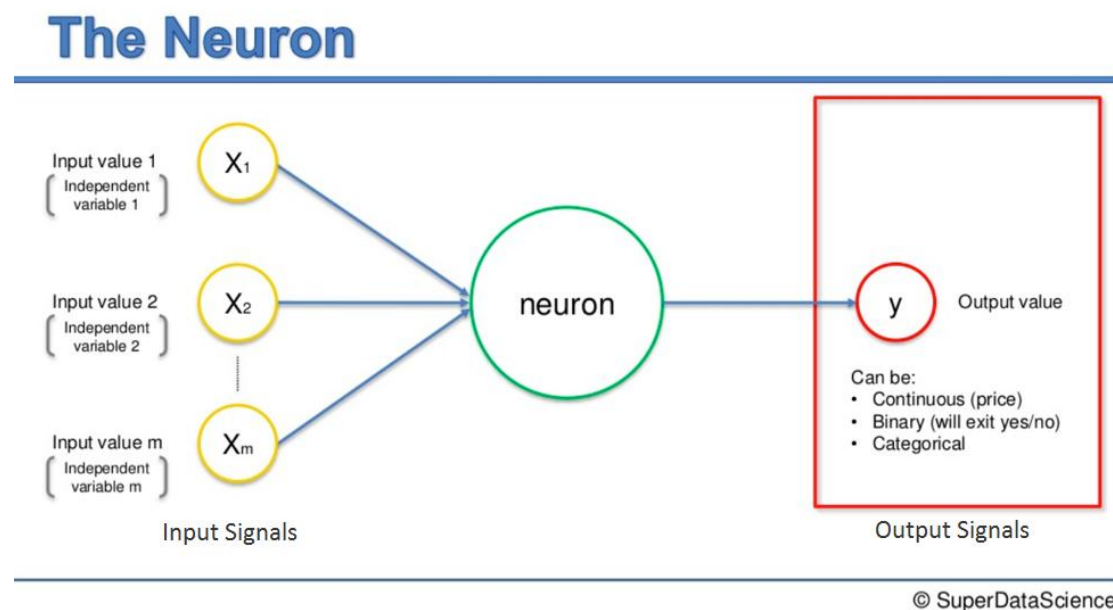 The Neuron
Input value 1
Independent
variable 1
X1
Input value 2
Independent
variable 2
X2
Input value m
Independent
variable m
Xm
Input Signals
neuron
y
Output value
Can be:
• Continuous (price)
• Binary (will exit yes/no)
• Categorical
Output Signals
© SuperDataScience